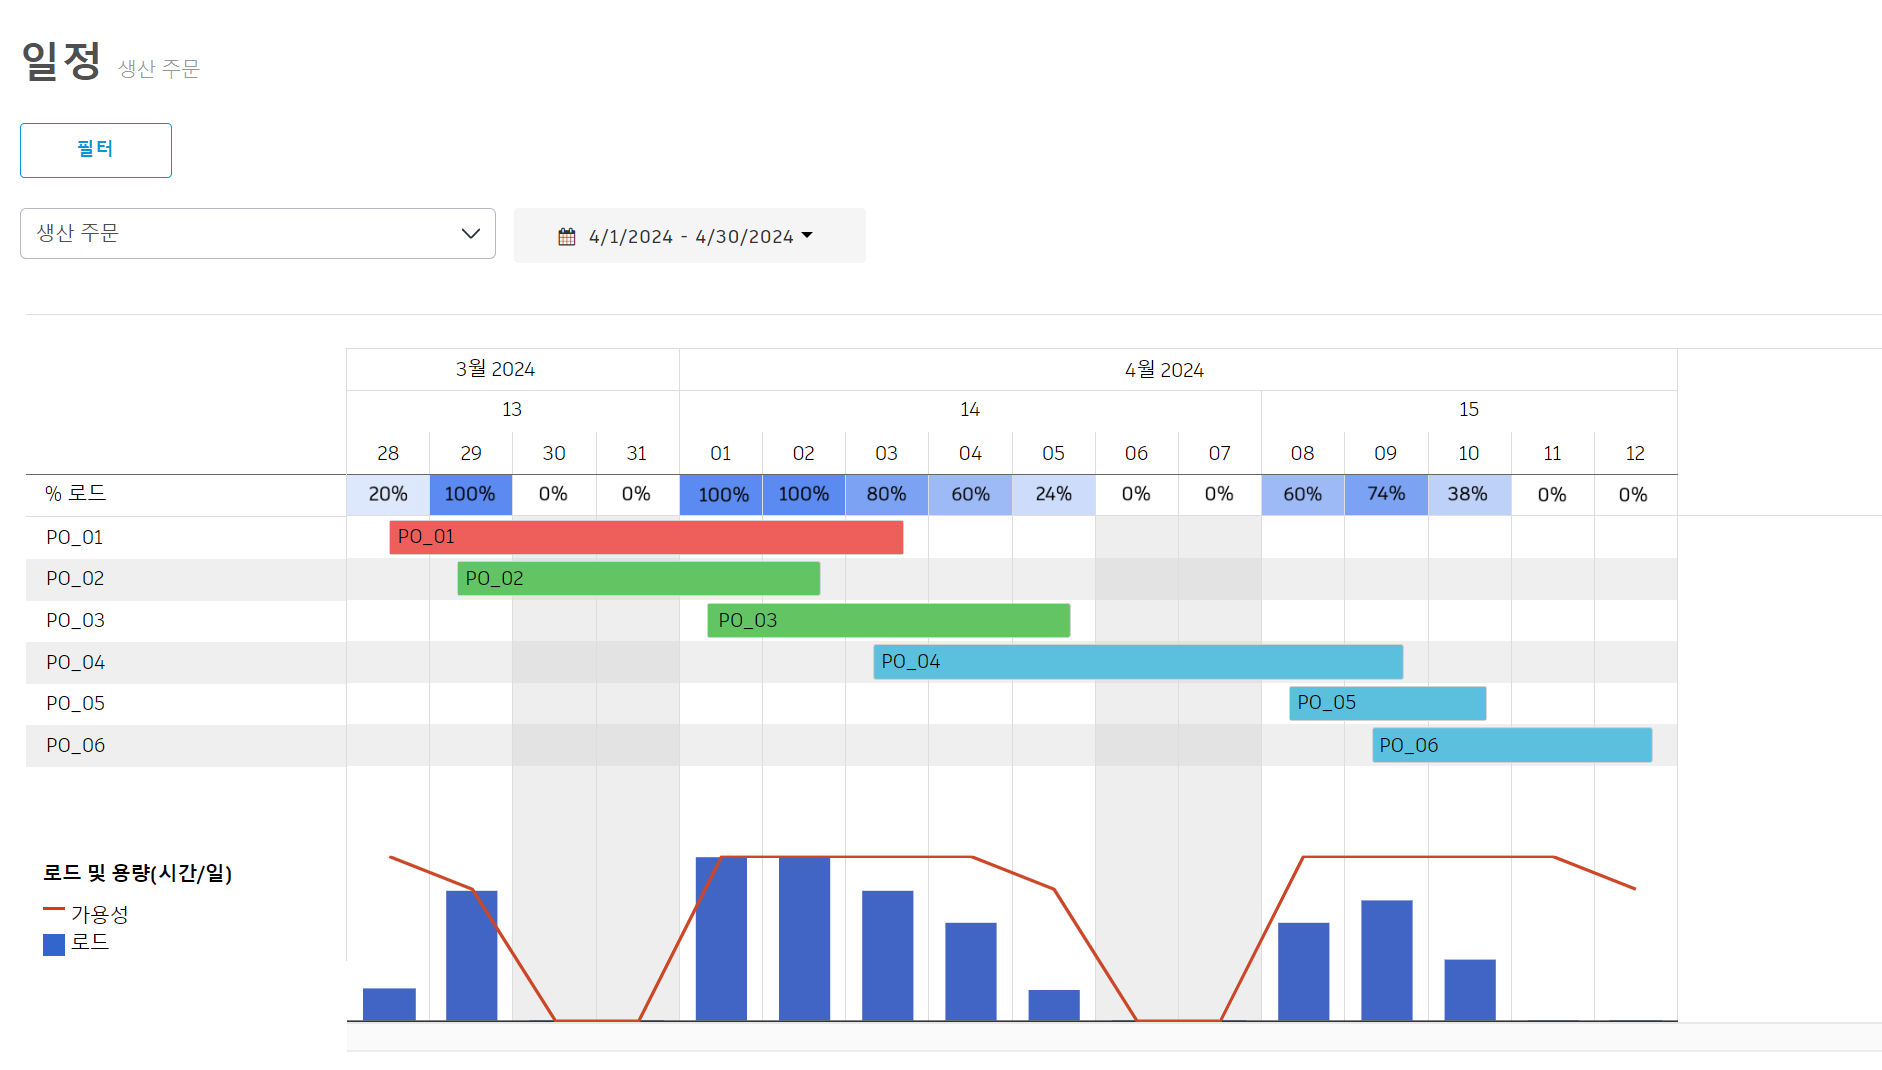 일정 생산 주문
필터
생산 주문
4/1/2024 - 4/30/2024
3월 2024 4월 2024
13 14 15
28 29 30 31 01 02 03 04 05 06 07 08 09 10 11 12
% 로드 20% 100% 0% 0% 100% 100% 80% 60% 24% 0% 0% 60% 74% 38% 0% 0%
PO_01 PO_01
PO_02 PO_02
PO_03 PO_03
PO_04 PO_04
PO_05 PO_05
PO_06 PO_06
로드 및 용량(시간/일)
가용성
로드